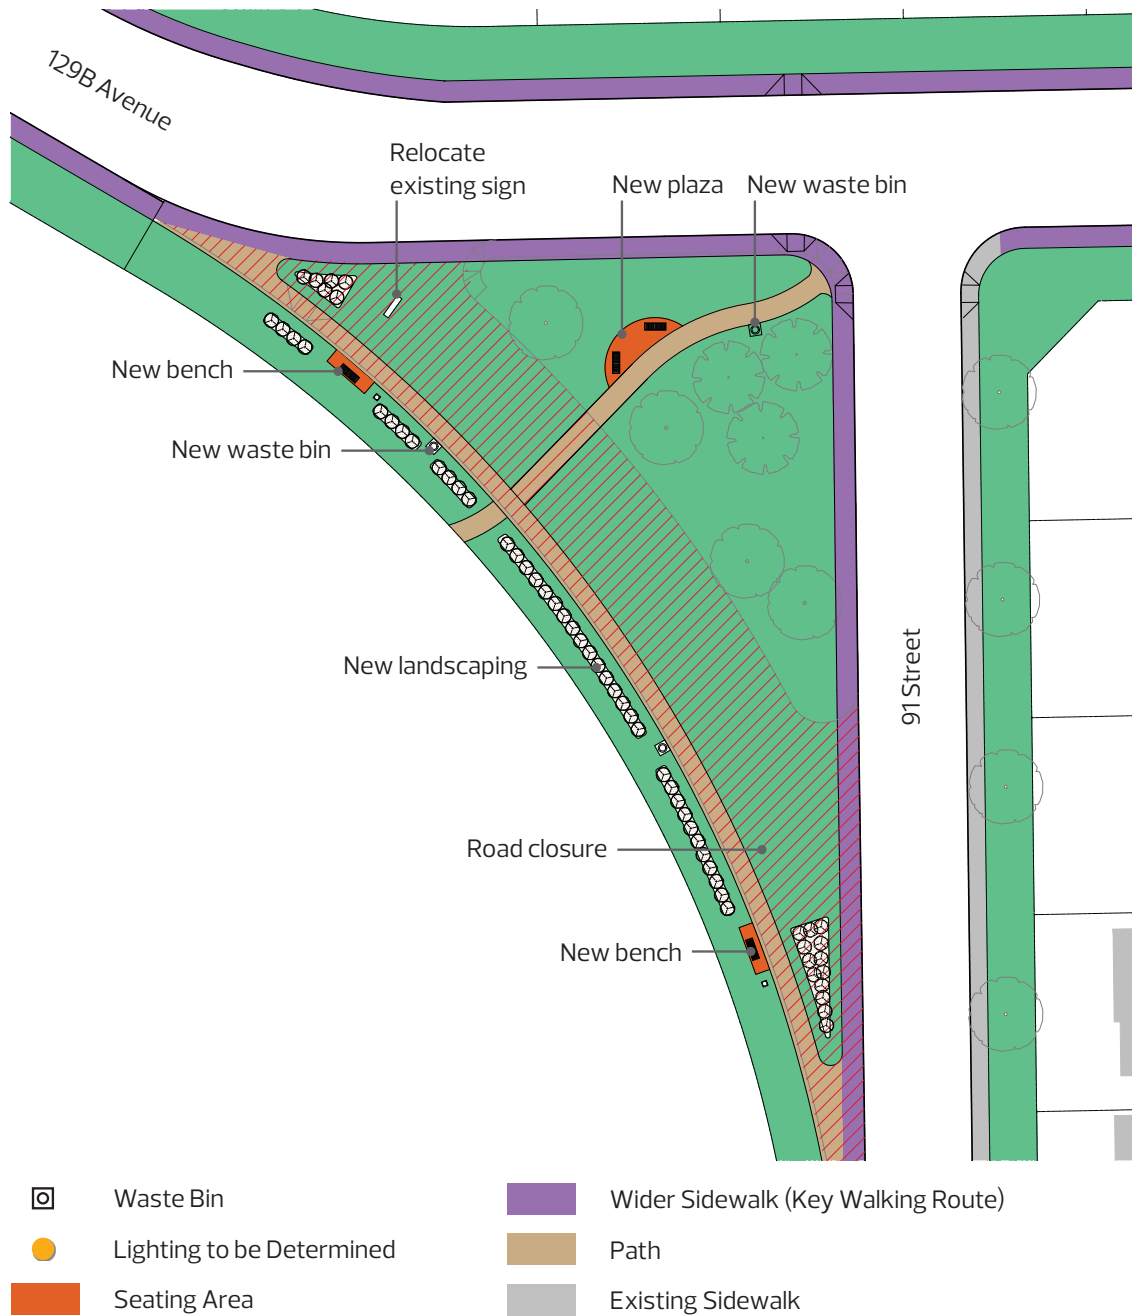 129B Avenue
Relocate
existing sign
New plaza
New waste bin
New bench
New waste bin
New landscaping
91 Street
Road closure
New bench
Waste Bin
Wider Sidewalk (Key Walking Route)
Lighting to be Determined
Path
Seating Area
Existing Sidewalk